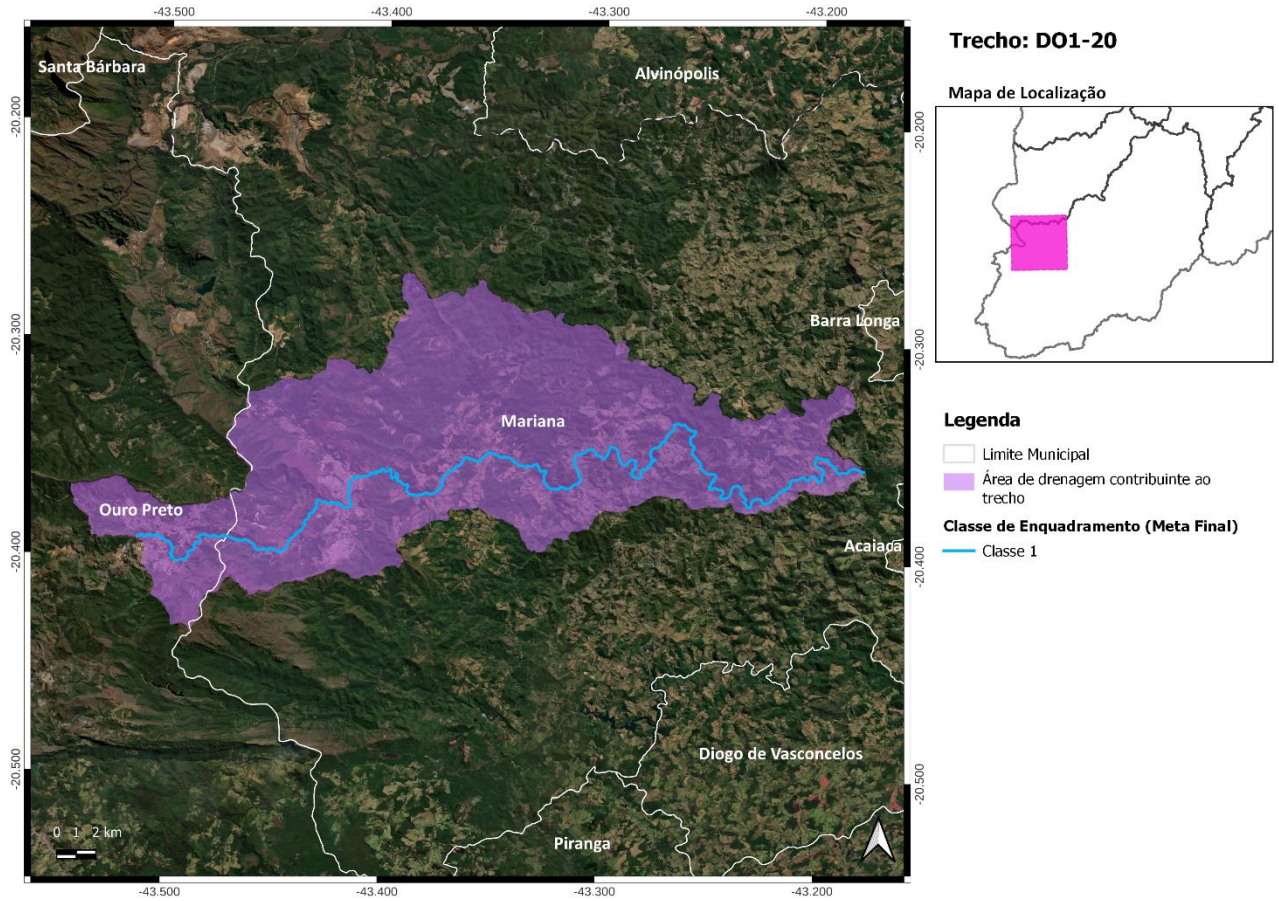 -43.500
-43.400
-43.300
-43.200
Santa Bárbara
Alvinópolis
-20.200
-20.200
Barra Longa
-20.300
-20.300
Mariana
Ouro Preto
Acaiaca
-20.400
-20.400
Diogo de Vasconcelos
-20.500
-20.500
Piranga
0 1 2 km
-43.500
-43.400
-43.300
-43.200
Trecho: DO1-20
Mapa de Localização
Legenda
Limite Municipal
Área de drenagem contribuinte ao
trecho
Classe de Enquadramento (Meta Final)
Classe 1